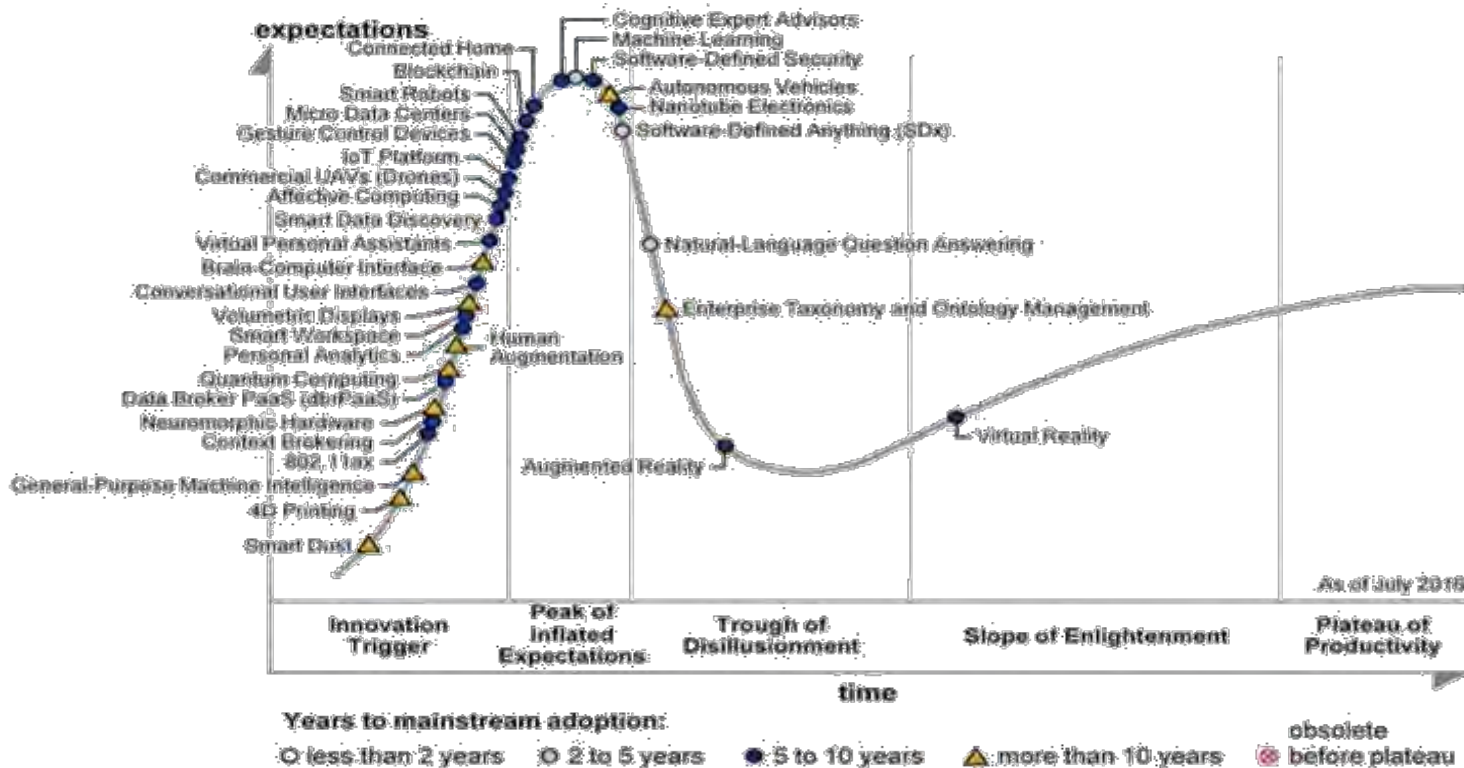 expectations
Cognitive Expert Advisors
Connected Home
Machine Learning
Software-Defined Security
Blockchain
Smart Robots
Autonomous Vehicles
Micro Data Centers
Nanotube Electronics
Gesture Control Devices
Software-Defined Anything (SDx)
IoT Platform
Commercial UAVs (Drones)
Affective Computing
Smart Data Discovery
Virtual Personal Assistants
Natural-Language Question Answering
Brain-Computer Interface
Conversational User Interfaces
Volumetric Displays
Enterprise Taxonomy and Ontology Management
Smart Workspace
Human
Augmentation
Personal Analytics
Quantum Computing
Data Broker PaaS (dbrPaaS)
Neuromorphic Hardware
Context Brokering
802.11ax
General-Purpose Machine Intelligence
4D Printing
Smart Dust
Augmented Reality
Virtual Reality
As of July 2016
Innovation
Trigger
Peak of
Inflated
Expectations
Trough of
Disillusionment
Slope of Enlightenment
Plateau of
Productivity
time
Years to mainstream adoption:
less than 2 years
2 to 5 years
5 to 10 years
more than 10 years
obsolete
before plateau